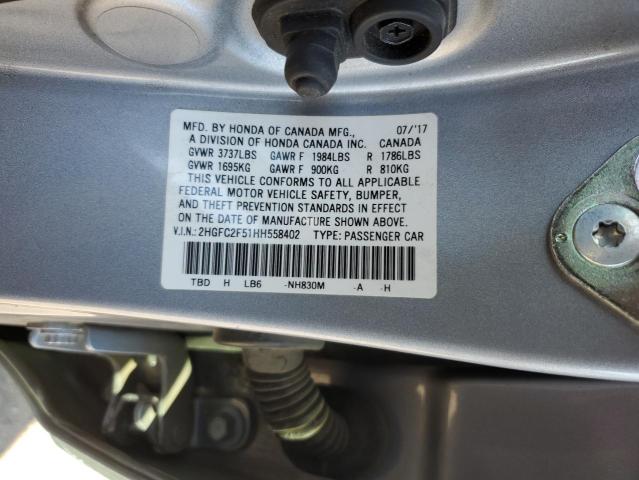 MFD. BY HONDA OF CANADA MFG., 07/'17
A DIVISION OF HONDA CANADA INC. CANADA
GVWR 3737LBS GAWR F 1984LBS R 1786LBS
GVWR 1695KG GAWR F 900KG R 810KG
THIS VEHICLE CONFORMS TO ALL APPLICABLE
FEDERAL MOTOR VEHICLE SAFETY, BUMPER,
AND THEFT PREVENTION STANDARDS IN EFFECT
ON THE DATE OF MANUFACTURE SHOWN ABOVE.
V.I.N.: 2HGFC2F51HH558402 TYPE: PASSENGER CAR
TBD H LB6 -NH830M -A -H